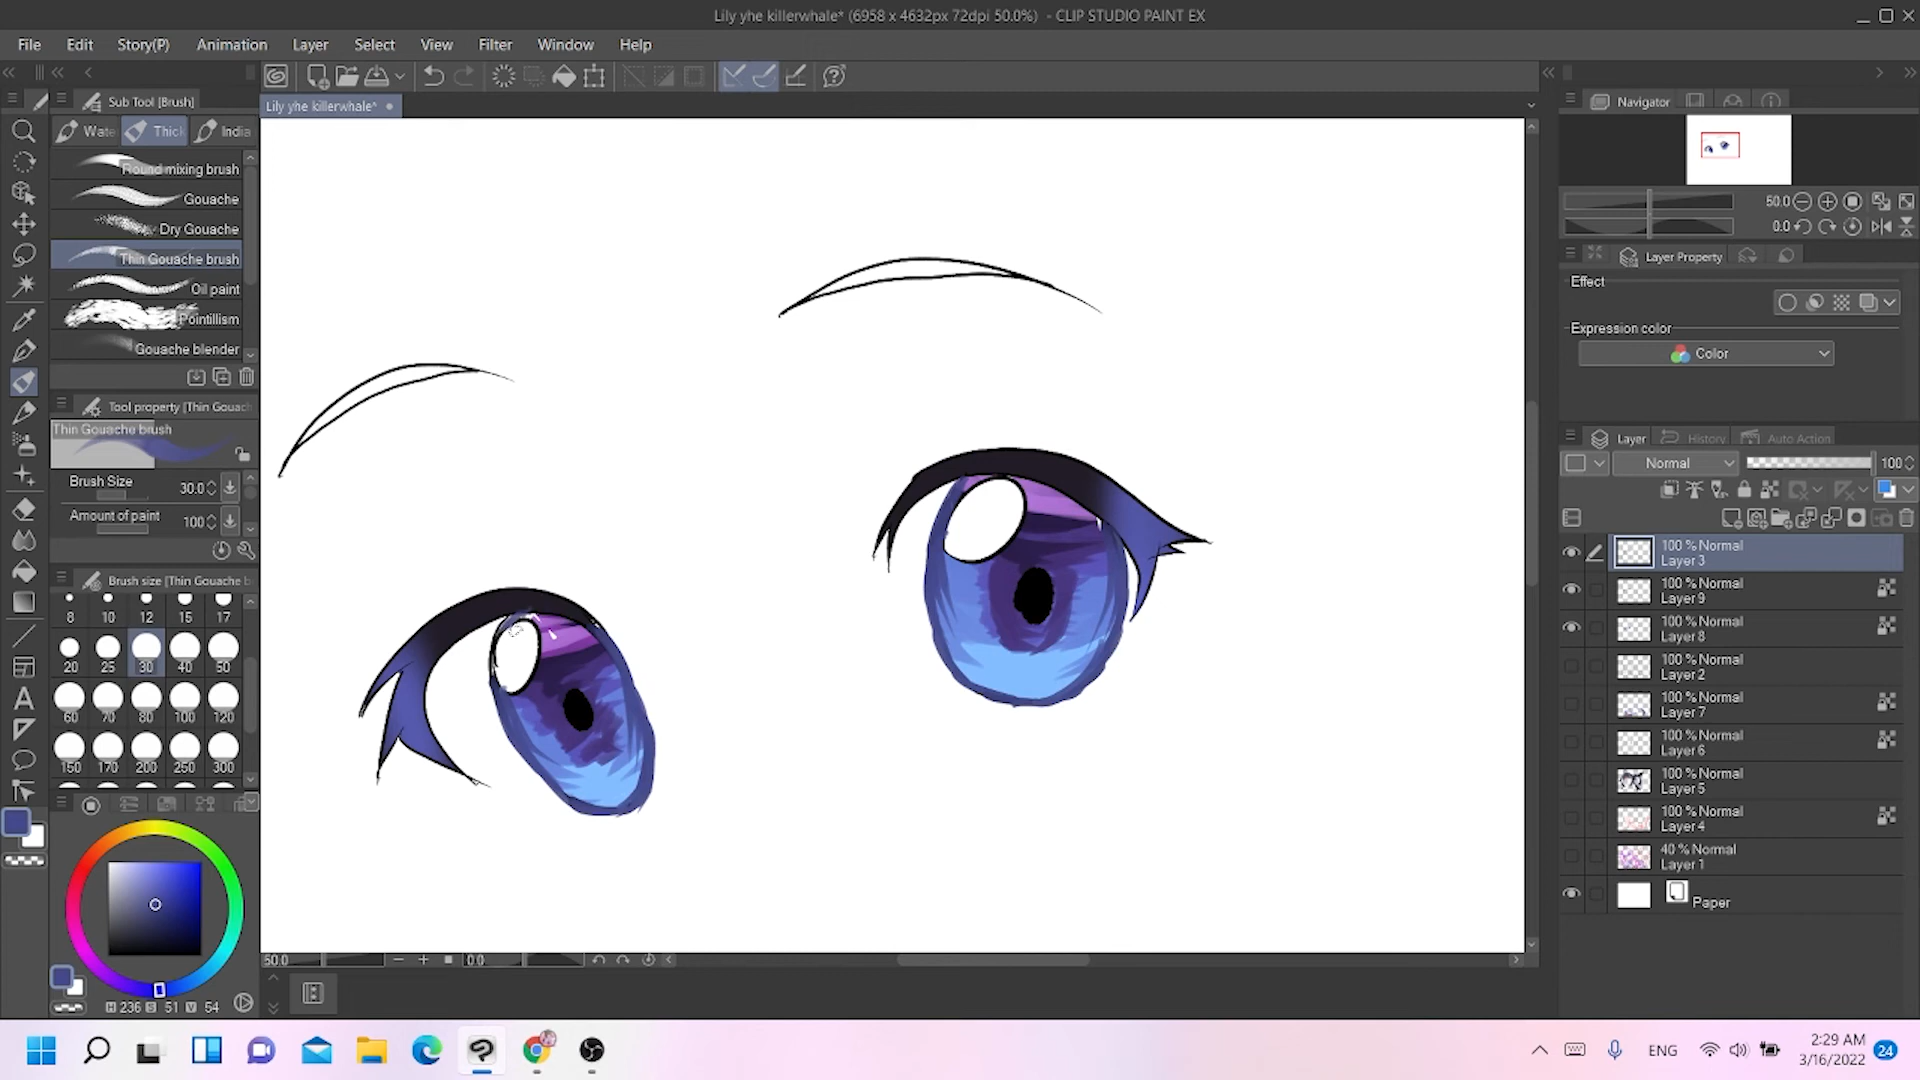 Lily yhe killerwhale* (6958 x 4632px 72dpi 50.0%) - CLIP STUDIO PAINT EX
File Edit Story(P) Animation Layer Select View Filter Window Help
Sub Tool [Brush]
Lily yhe killerwhale*
Wate Thick India
Round mixing brush
Gouache
Dry Gouache
Thin Gouache brush
Oil paint
Pointillism
Gouache blender
Tool property [Thin Gouach
Thin Gouache brush
Brush Size 30.0
Amount of paint 100
Brush size [Thin Gouache b
8 10 12 15 17
20 25 30 40 50
60 70 80 100 120
150 170 200 250 300
H 236 S 51 V 54
50.0 0.0
Navigator
50.0
0.0
Layer Property
Effect
Expression color
Color
Layer History Auto Action
Normal 100
100 % Normal
Layer 3
100 % Normal
Layer 9
100 % Normal
Layer 8
100 % Normal
Layer 2
100 % Normal
Layer 7
100 % Normal
Layer 6
100 % Normal
Layer 5
100 % Normal
Layer 4
40 % Normal
Layer 1
Paper
ENG
2:29 AM
3/16/2022
24